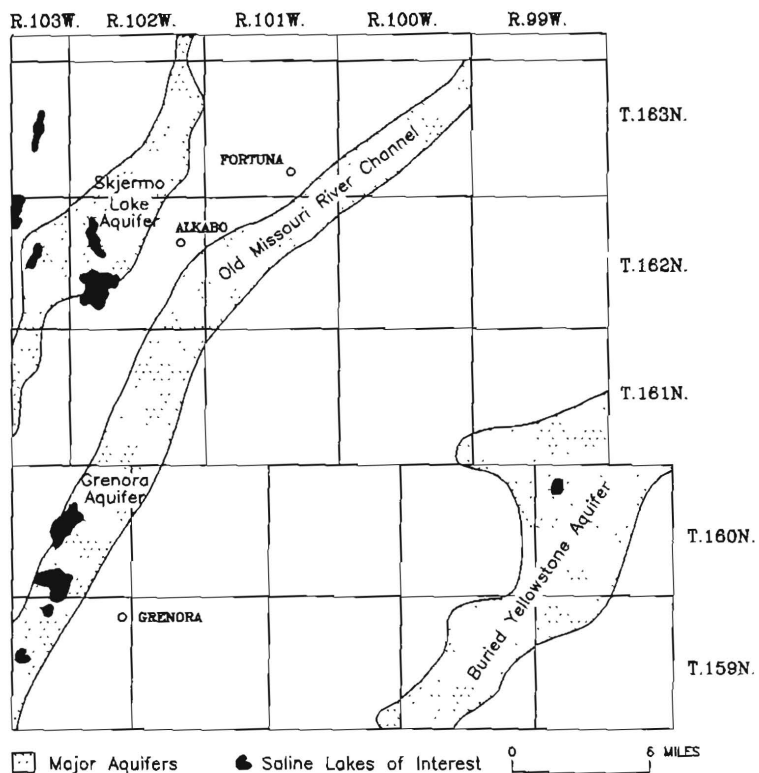 R.103W. R.102W. R.101W. R.100W. R.99W.
T.163N.
FORTUNA
Skjermo
Lake
Aquifer
ALKABO
Old Missouri River Channel
T.162N.
T.161N.
Grenora
Aquifer
Buried Yellowstone Aquifer
T.160N.
GRENORA
T.159N.
Major Aquifers
Saline Lakes of Interest
0 6 MILES